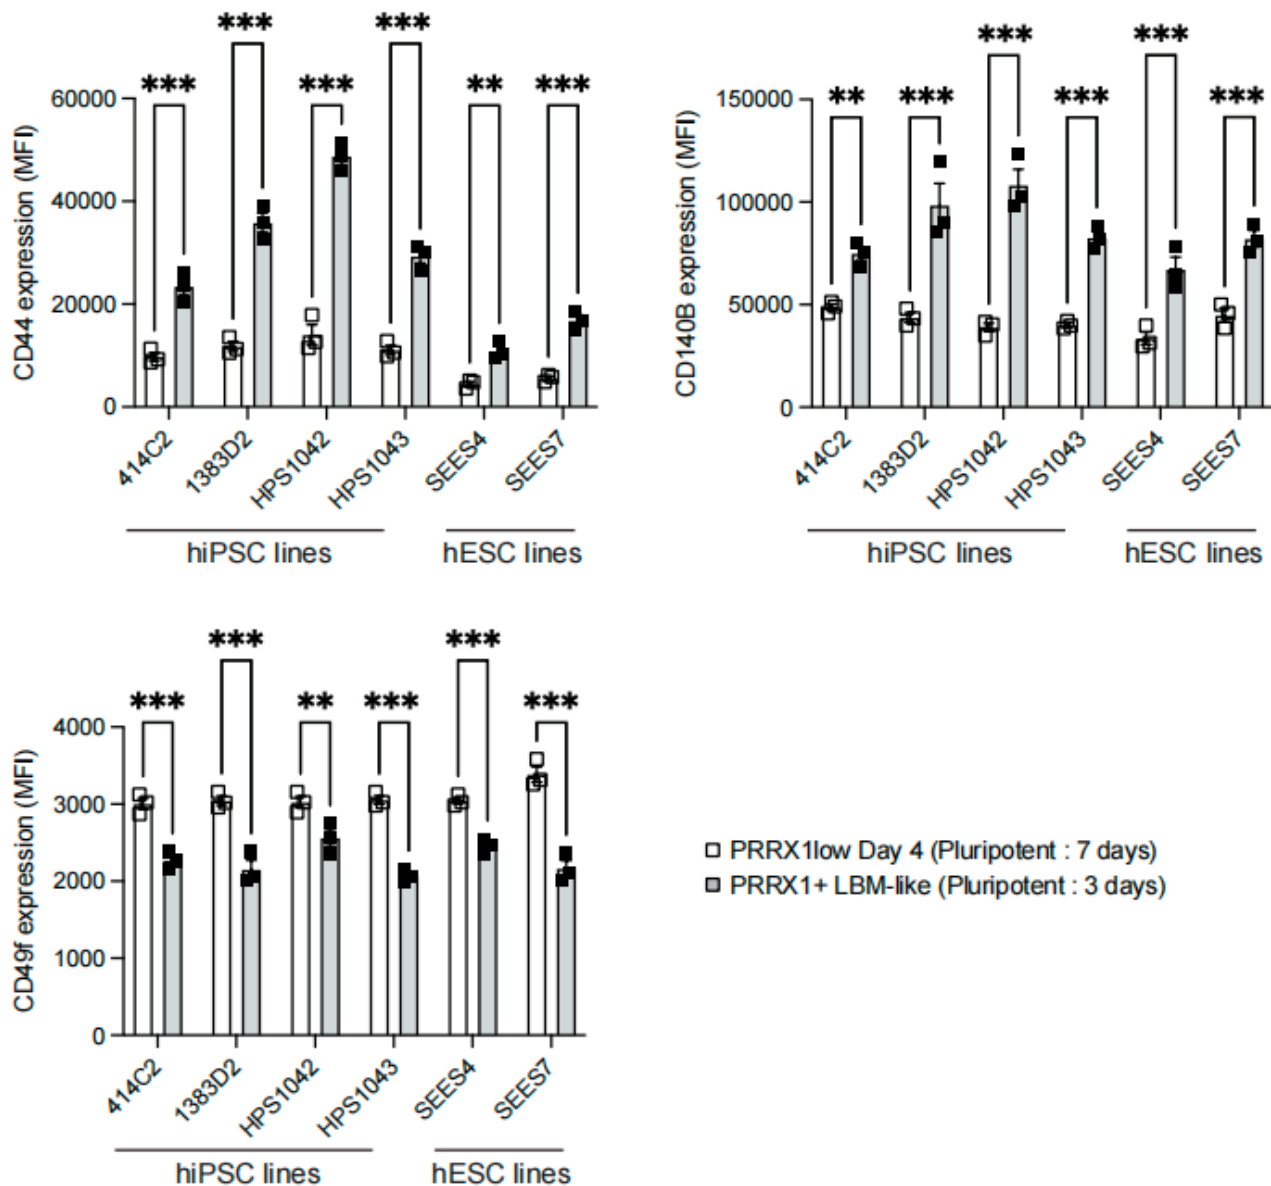 *** *** *** *** ** ***
CD44 expression (MFI)
60000
40000
20000
0
414C2 1383D2 HPS1042 HPS1043 SEES4 SEES7
hiPSC lines hESC lines
** *** *** *** *** ***
CD140B expression (MFI)
150000
100000
50000
0
414C2 1383D2 HPS1042 HPS1043 SEES4 SEES7
hiPSC lines hESC lines
*** *** ** *** *** ***
CD49f expression (MFI)
4000
3000
2000
1000
0
414C2 1383D2 HPS1042 HPS1043 SEES4 SEES7
hiPSC lines hESC lines
PRRX1low Day 4 (Pluripotent : 7 days)
PRRX1+ LBM-like (Pluripotent : 3 days)